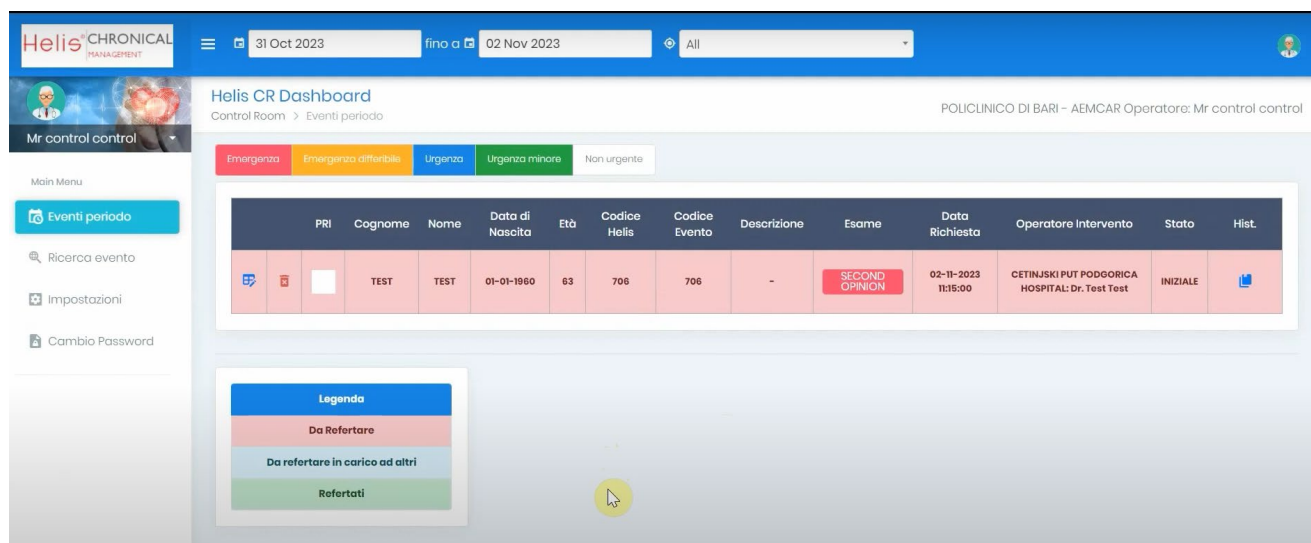 Helis® CHRONICAL
MANAGEMENT
31 Oct 2023 fino a 02 Nov 2023 All
Mr control control
Helis CR Dashboard
Control Room > Eventi periodo
POLICLINICO DI BARI - AEMCAR Operatore: Mr control control
Main Menu
Eventi periodo
Ricerca evento
Impostazioni
Cambio Password
Emergenza Emergenza differibile Urgenza Urgenza minore Non urgente
PRI Cognome Nome Data di Nascita Età Codice Helis Codice Evento Descrizione Esame Data Richiesta Operatore Intervento Stato Hist.
TEST TEST 01-01-1960 63 706 706 - SECOND OPINION 02-11-2023 11:15:00 CETINJSKI PUT PODGORICA HOSPITAL: Dr. Test Test INIZIALE
Legenda
Da Refertare
Da refertare in carico ad altri
Refertati